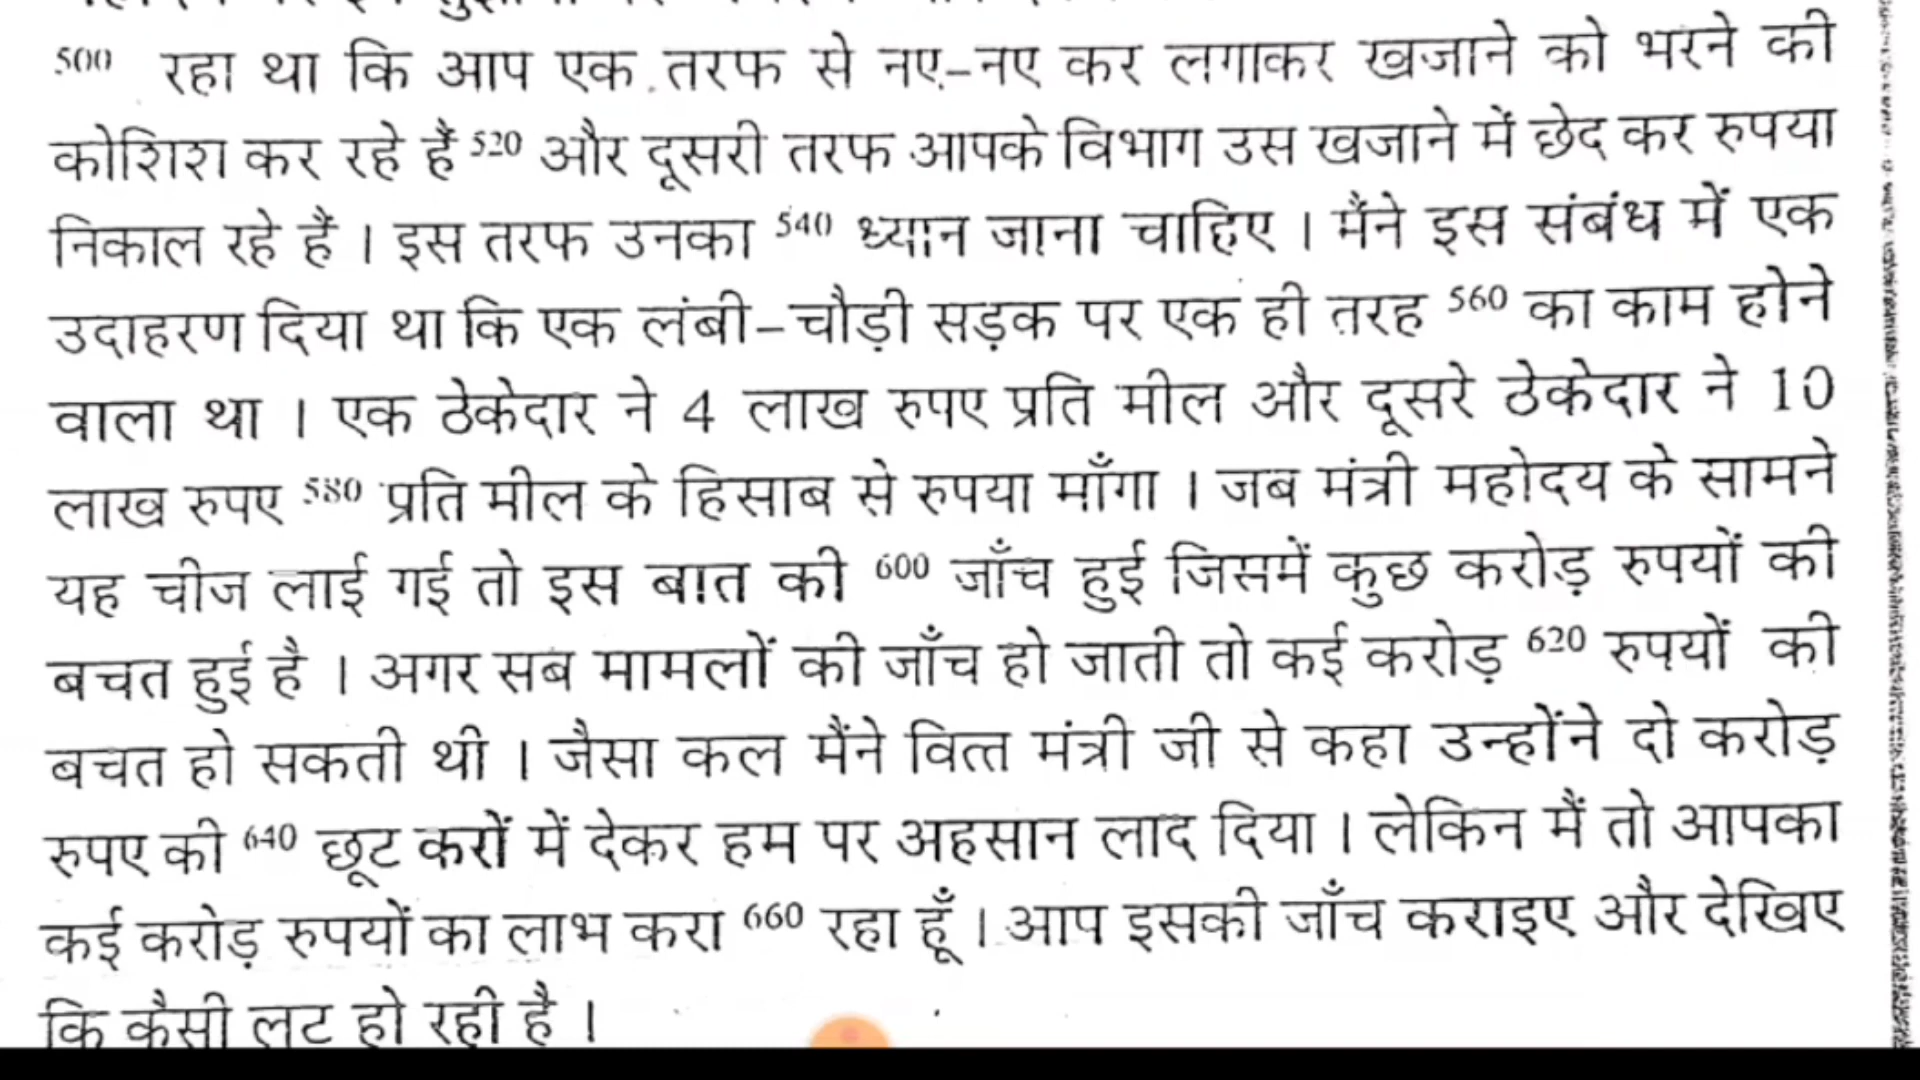 500 रहा था कि आप एक तरफ से नए-नए कर लगाकर खजाने को भरने की
कोशिश कर रहे हैं 520 और दूसरी तरफ आपके विभाग उस खजाने में छेद कर रुपया
निकाल रहे हैं । इस तरफ उनका 540 ध्यान जाना चाहिए । मैंने इस संबंध में एक
उदाहरण दिया था कि एक लंबी-चौड़ी सड़क पर एक ही तरह 560 का काम होने
वाला था । एक ठेकेदार ने 4 लाख रुपए प्रति मील और दूसरे ठेकेदार ने 10
लाख रुपए 580 प्रति मील के हिसाब से रुपया माँगा । जब मंत्री महोदय के सामने
यह चीज लाई गई तो इस बात की 600 जाँच हुई जिसमें कुछ करोड़ रुपयों की
बचत हुई है । अगर सब मामलों की जाँच हो जाती तो कई करोड़ 620 रुपयों की
बचत हो सकती थी । जैसा कल मैंने वित्त मंत्री जी से कहा उन्होंने दो करोड़
रुपए की 640 छूट करों में देकर हम पर अहसान लाद दिया । लेकिन मैं तो आपका
कई करोड़ रुपयों का लाभ करा 660 रहा हूँ । आप इसकी जाँच कराइए और देखिए
कि कैसी लूट हो रही है ।